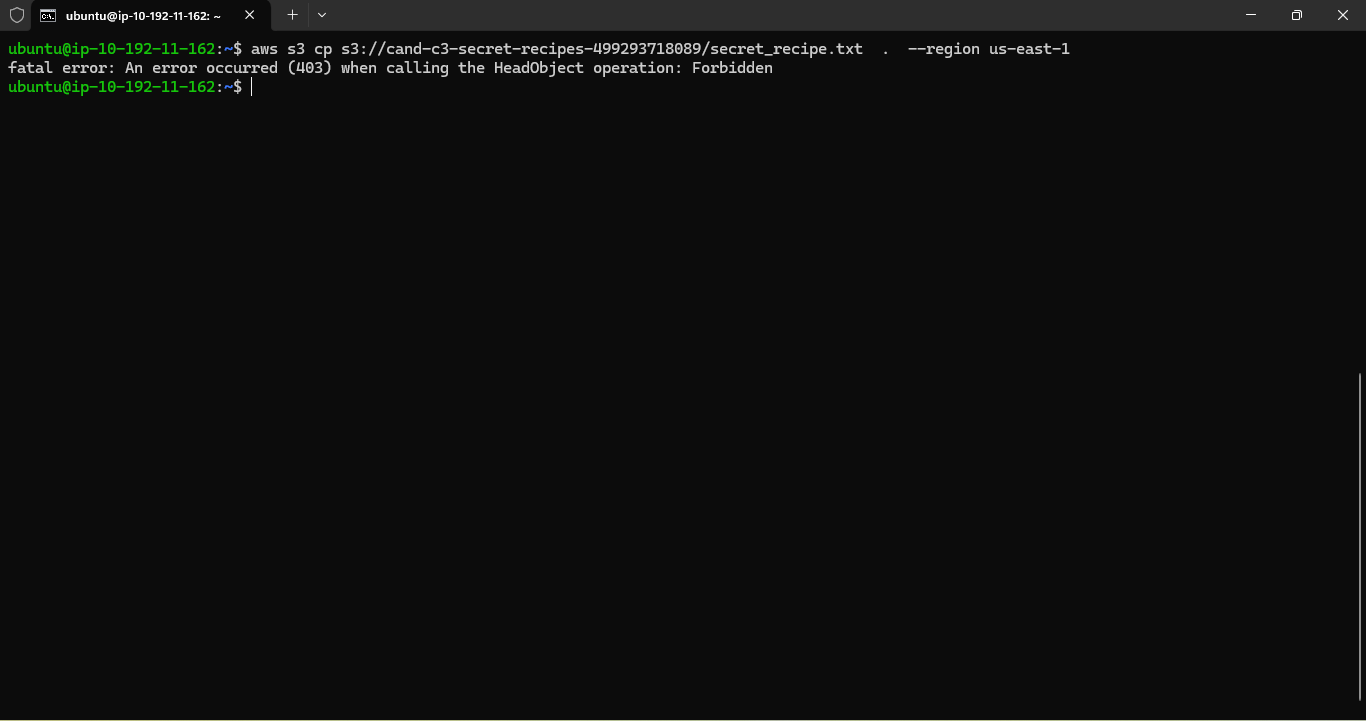 ubuntu@ip-10-192-11-162: ~
ubuntu@ip-10-192-11-162:~$ aws s3 cp s3://cand-c3-secret-recipes-499293718089/secret_recipe.txt  .  --region us-east-1
fatal error: An error occurred (403) when calling the HeadObject operation: Forbidden
ubuntu@ip-10-192-11-162:~$